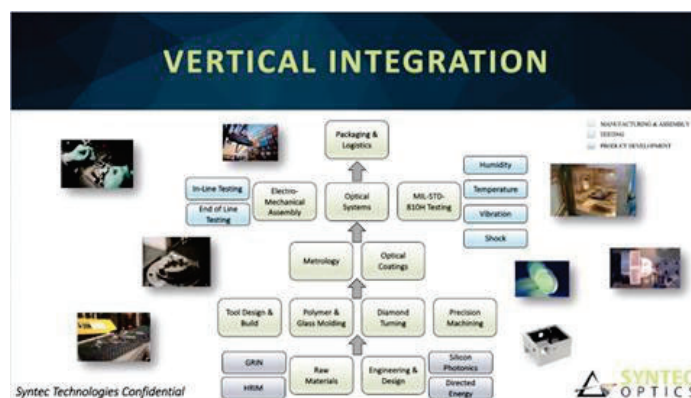 VERTICAL INTEGRATION
MANUFACTURING & ASSEMBLY
TESTING
PRODUCT DEVELOPMENT
Packaging &
Logistics
In-Line Testing
End of Line
Testing
Electro-
Mechanical
Assembly
Optical
Systems
MIL-STD-
810H Testing
Humidity
Temperature
Vibration
Shock
Metrology
Optical
Coatings
Tool Design &
Build
Polymer &
Glass Molding
Diamond
Turning
Precision
Machining
GRIN
HRIM
Raw
Materials
Engineering &
Design
Silicon
Photonics
Directed
Energy
Syntec Technologies Confidential
SYNTEC
OPTICS